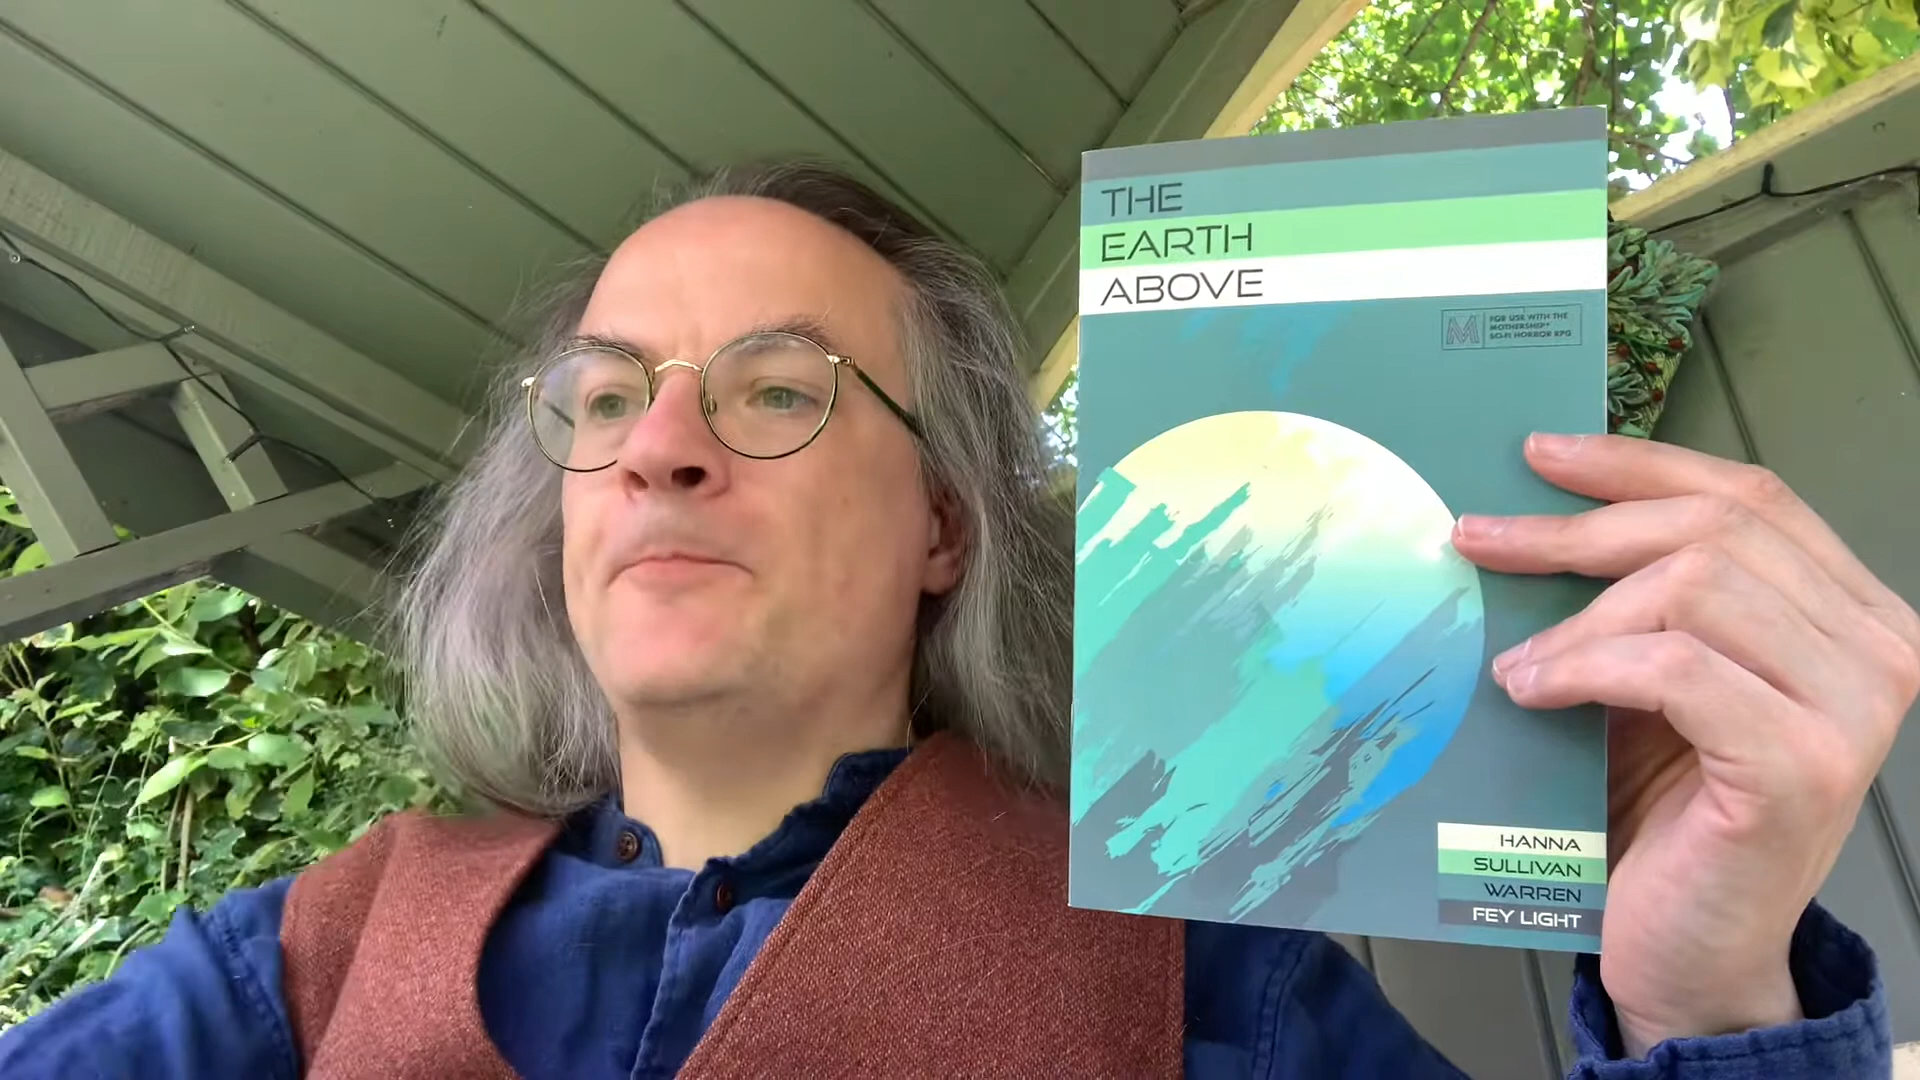 THE
EARTH
ABOVE
M
FOR USE WITH THE
MOTHERSHIP®
SCI-FI HORROR RPG
HANNA
SULLIVAN
WARREN
FEY LIGHT